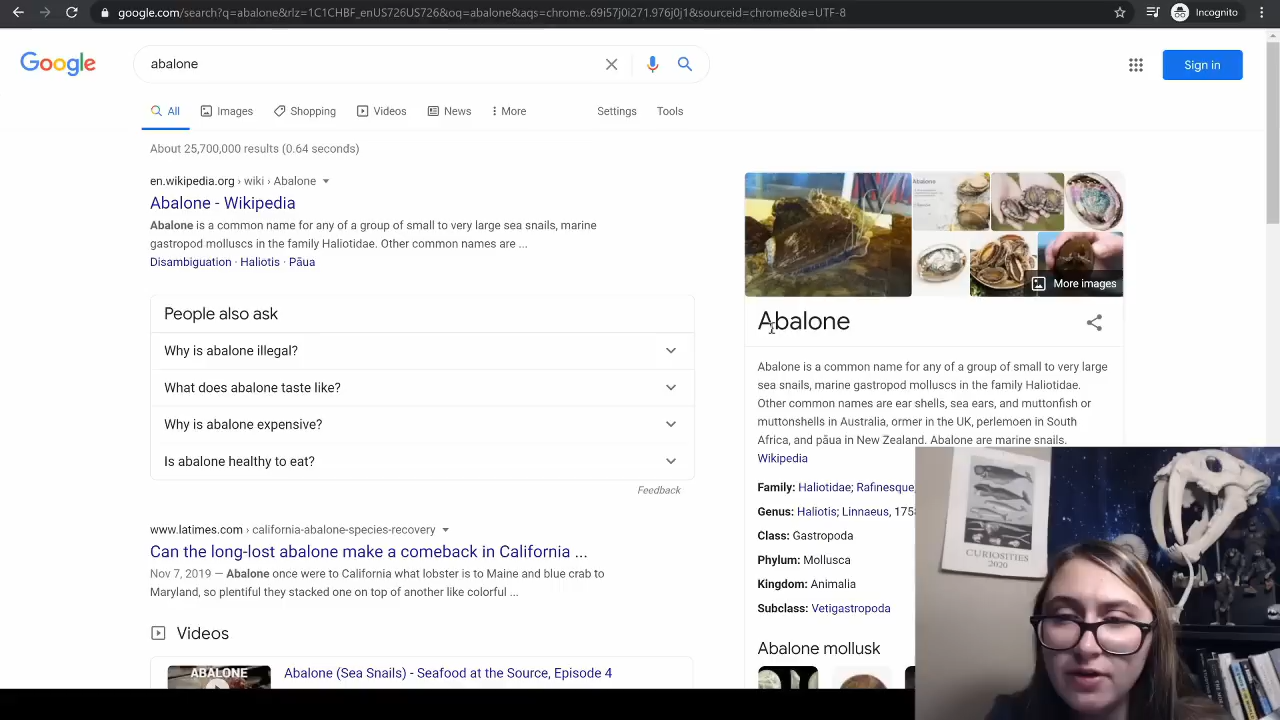 google.com/search?q=abalone&rlz=1C1CHBF_enUS726US726&oq=abalone&aqs=chrome..69i57j0i271.976j0j1&sourceid=chrome&ie=UTF-8
Incognito
Google
abalone
Sign in
All
Images
Shopping
Videos
News
More
Settings
Tools
About 25,700,000 results (0.64 seconds)
en.wikipedia.org › wiki › Abalone
Abalone - Wikipedia
Abalone is a common name for any of a group of small to very large sea snails, marine
gastropod molluscs in the family Haliotidae. Other common names are ...
Disambiguation · Haliotis · Pāua
People also ask
Why is abalone illegal?
What does abalone taste like?
Why is abalone expensive?
Is abalone healthy to eat?
Feedback
www.latimes.com › california-abalone-species-recovery
Can the long-lost abalone make a comeback in California ...
Nov 7, 2019 — Abalone once were to California what lobster is to Maine and blue crab to
Maryland, so plentiful they stacked one on top of another like colorful ...
Videos
ABALONE
Abalone (Sea Snails) - Seafood at the Source, Episode 4
Abalone
More images
Abalone
Abalone is a common name for any of a group of small to very large
sea snails, marine gastropod molluscs in the family Haliotidae.
Other common names are ear shells, sea ears, and muttonfish or
muttonshells in Australia, ormer in the UK, perlemoen in South
Africa, and pāua in New Zealand. Abalone are marine snails.
Wikipedia
Family: Haliotidae; Rafinesque,
Genus: Haliotis; Linnaeus, 175
Class: Gastropoda
Phylum: Mollusca
Kingdom: Animalia
Subclass: Vetigastropoda
Abalone mollusk
CURIOSITIES
2020